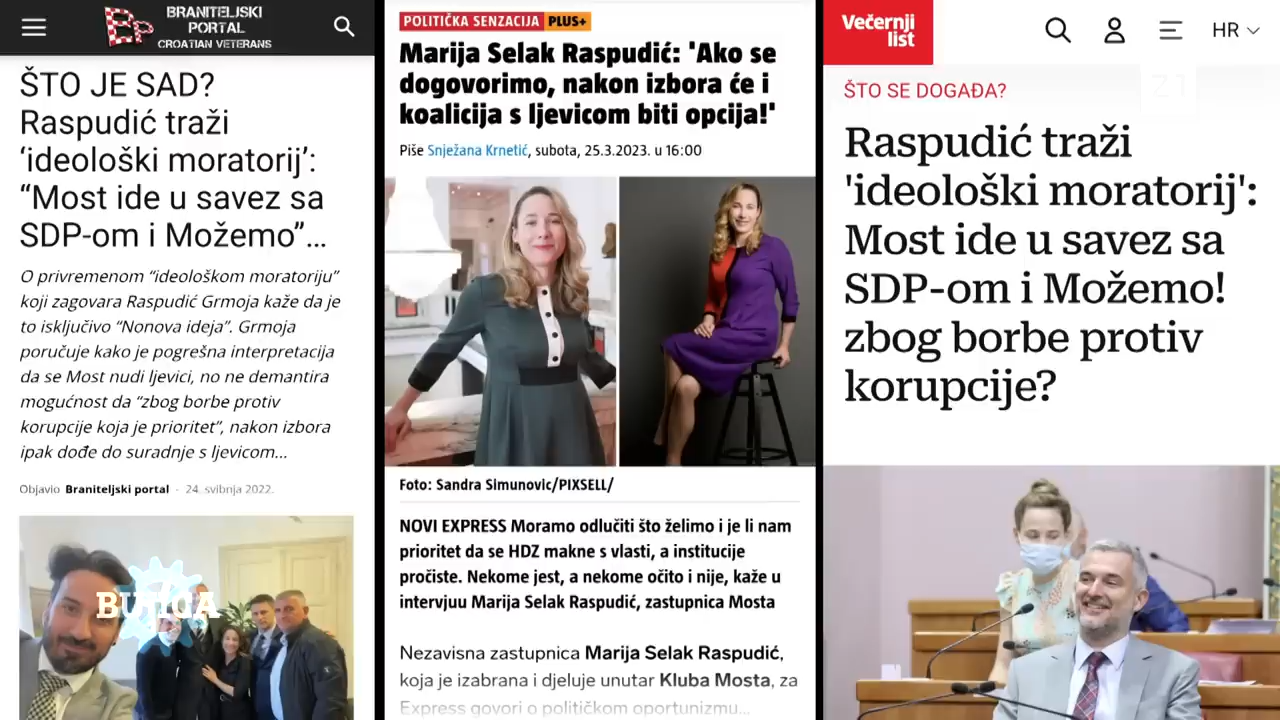 BRANITELJSKI
PORTAL
CROATIAN VETERANS
ŠTO JE SAD?
Raspudić traži
‘ideološki moratorij’:
“Most ide u savez sa
SDP-om i Možemo”...
O privremenom “ideološkom moratoriju”
koji zagovara Raspudić Grmoja kaže da je
to isključivo “Nonova ideja”. Grmoja
poručuje kako je pogrešna interpretacija
da se Most nudi ljevici, no ne demantira
mogućnost da “zbog borbe protiv
korupcije koja je prioritet”, nakon izbora
ipak dođe do suradnje s ljevicom...
Objavio Braniteljski portal - 24. svibnja 2022.
BUJICA
POLITIČKA SENZACIJA PLUS+
Marija Selak Raspudić: 'Ako se
dogovorimo, nakon izbora će i
koalicija s ljevicom biti opcija!'
Piše Snježana Krnetić, subota, 25.3.2023. u 16:00
Foto: Sandra Simunovic/PIXSELL/
NOVI EXPRESS Moramo odlučiti što želimo i je li nam
prioritet da se HDZ makne s vlasti, a institucije
pročiste. Nekome jest, a nekome očito i nije, kaže u
intervjuu Marija Selak Raspudić, zastupnica Mosta
Nezavisna zastupnica Marija Selak Raspudić,
koja je izabrana i djeluje unutar Kluba Mosta, za
Express govori o političkom oportunizmu...
Večernji
list
HR
Z1
ŠTO SE DOGAĐA?
Raspudić traži
'ideološki moratorij':
Most ide u savez sa
SDP-om i Možemo!
zbog borbe protiv
korupcije?